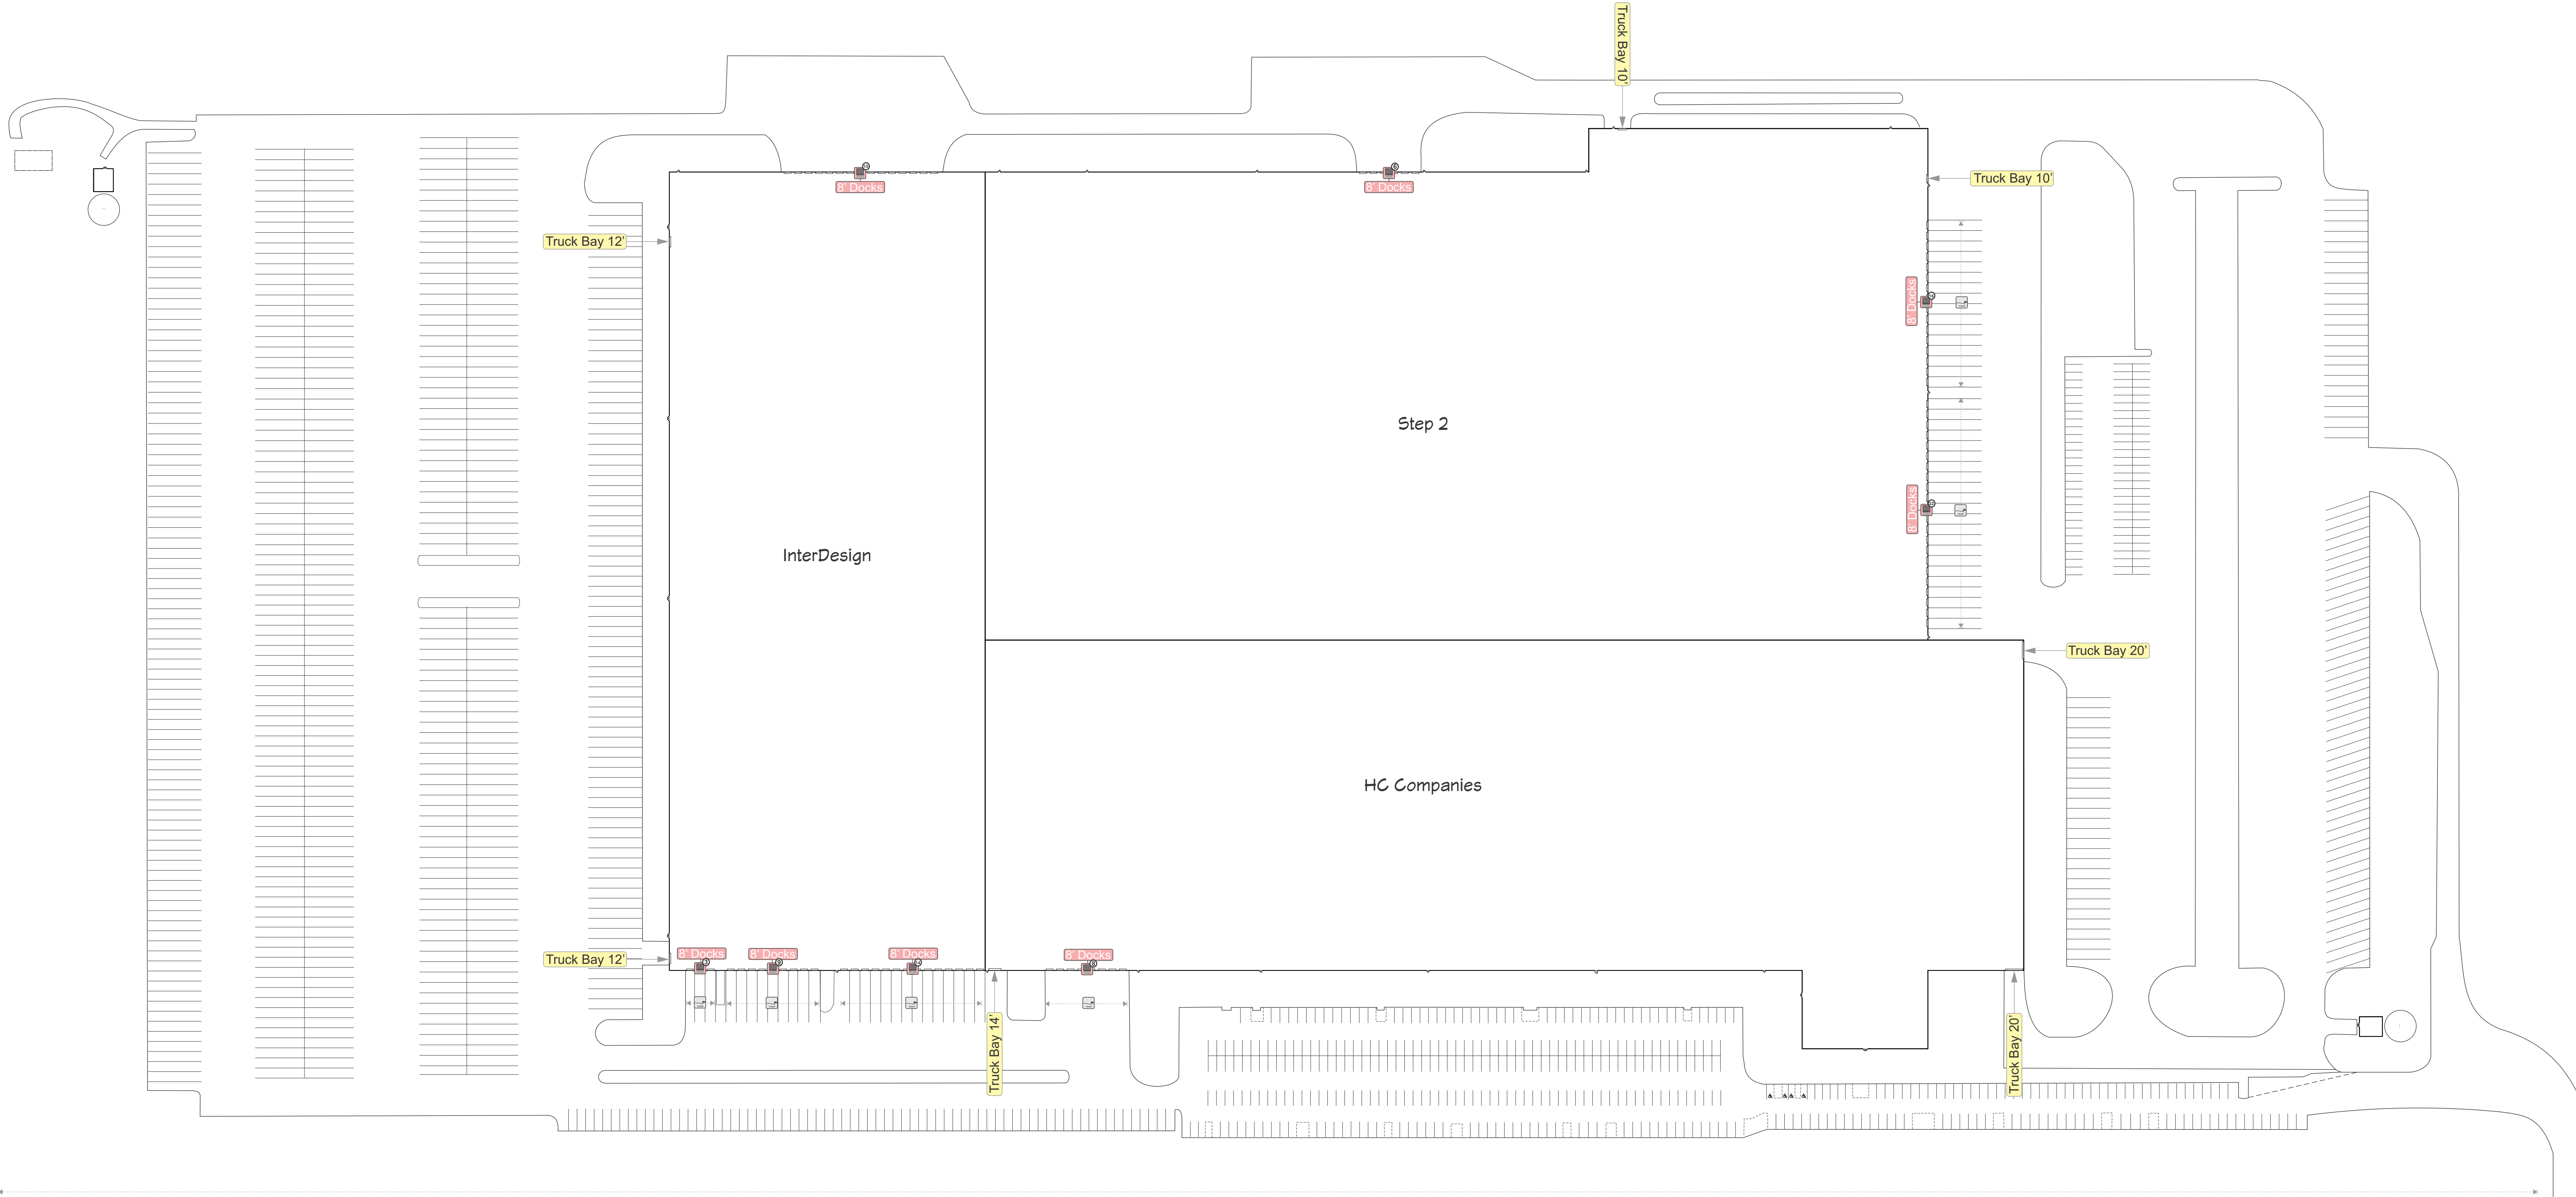 Truck Bay 10'
8' Docks
8' Docks
Truck Bay 10'
Truck Bay 12'
8' Docks
Step 2
8' Docks
InterDesign
Truck Bay 20'
HC Companies
8' Docks
8' Docks
8' Docks
8' Docks
Truck Bay 12'
Truck Bay 14'
Truck Bay 20'